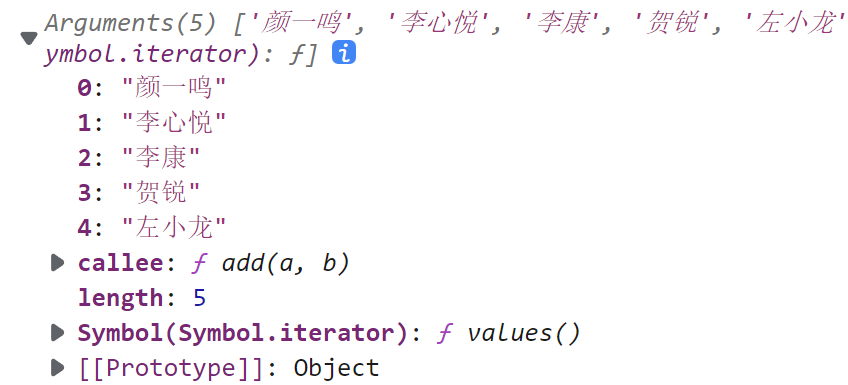 Arguments(5) ['颜一鸣', '李心悦', '李康', '贺锐', '左小龙'
ymbol.iterator): ƒ] i
0: "颜一鸣"
1: "李心悦"
2: "李康"
3: "贺锐"
4: "左小龙"
callee: ƒ add(a, b)
length: 5
Symbol(Symbol.iterator): ƒ values()
[[Prototype]]: Object